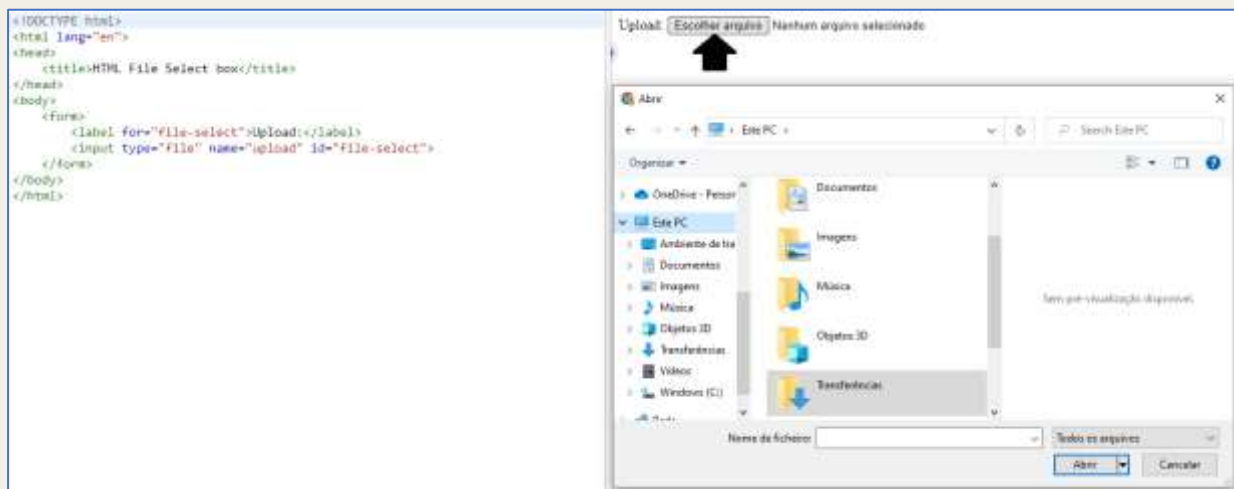 <!DOCTYPE html>
<html lang="en">
<head>
<title>HTML File Select box</title>
</head>
<body>
<form>
<label for="file-select">Upload:</label>
<input type="file" name="upload" id="file-select">
</form>
</body>
</html>
Upload: Escolher arquivo Nenhum arquivo selecionado
Abrir
Este PC
Search Este PC
Organizar
OneDrive - Person
Este PC
Ambiente de tra
Documentos
Imagens
Música
Objetos 3D
Transferências
Vídeos
Windows (C:)
Documentos
Imagens
Música
Objetos 3D
Transferências
Sem pré-visualização disponível.
Nome de ficheiro:
Todos os arquivos
Abrir
Cancelar